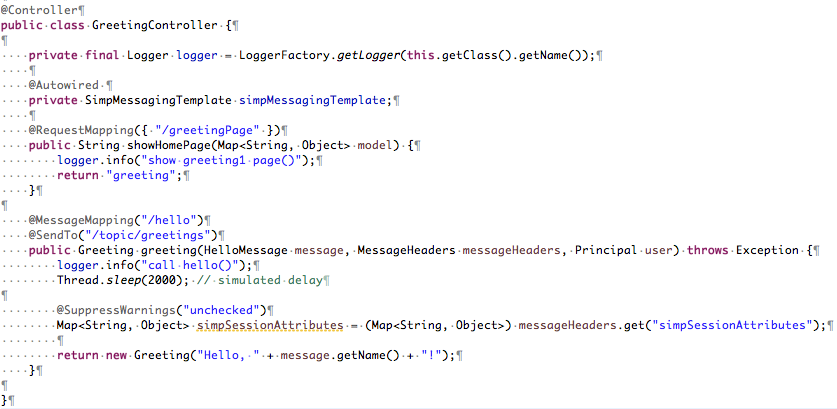 @Controller¶
public·class·GreetingController·{¶
¶
····private·final·Logger·logger·=·LoggerFactory.getLogger(this.getClass().getName());¶
····¶
····@Autowired·¶
····private·SimpMessagingTemplate·simpMessagingTemplate;¶
····¶
····@RequestMapping({·"/greetingPage"·})¶
····public·String·showHomePage(Map<String,·Object>·model)·{¶
········logger.info("show·greeting1·page()");¶
········return·"greeting";¶
····}¶
¶
····@MessageMapping("/hello")¶
····@SendTo("/topic/greetings")¶
····public·Greeting·greeting(HelloMessage·message,·MessageHeaders·messageHeaders,·Principal·user)·throws·Exception·{¶
········logger.info("call·hello()");¶
········Thread.sleep(2000);·//·simulated·delay¶
¶
········@SuppressWarnings("unchecked")¶
········Map<String,·Object>·simpSessionAttributes·=·(Map<String,·Object>)·messageHeaders.get("simpSessionAttributes");¶
········¶
········return·new·Greeting("Hello,·"·+·message.getName()·+·"!");¶
····}¶
¶
}¶